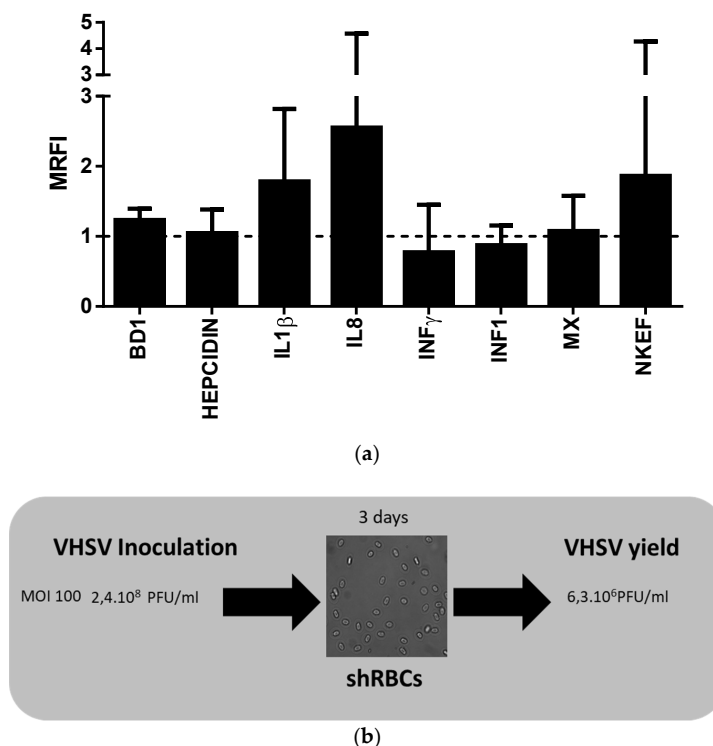 5
4
3
3
2
1
0
MRFI
BD1
HEPCIDIN
IL1β
IL8
INFγ
INF1
MX
NKEF
(a)
3 days
VHSV Inoculation
VHSV yield
MOI 100 2,4.10⁸ PFU/ml
6,3.10⁶PFU/ml
shRBCs
(b)